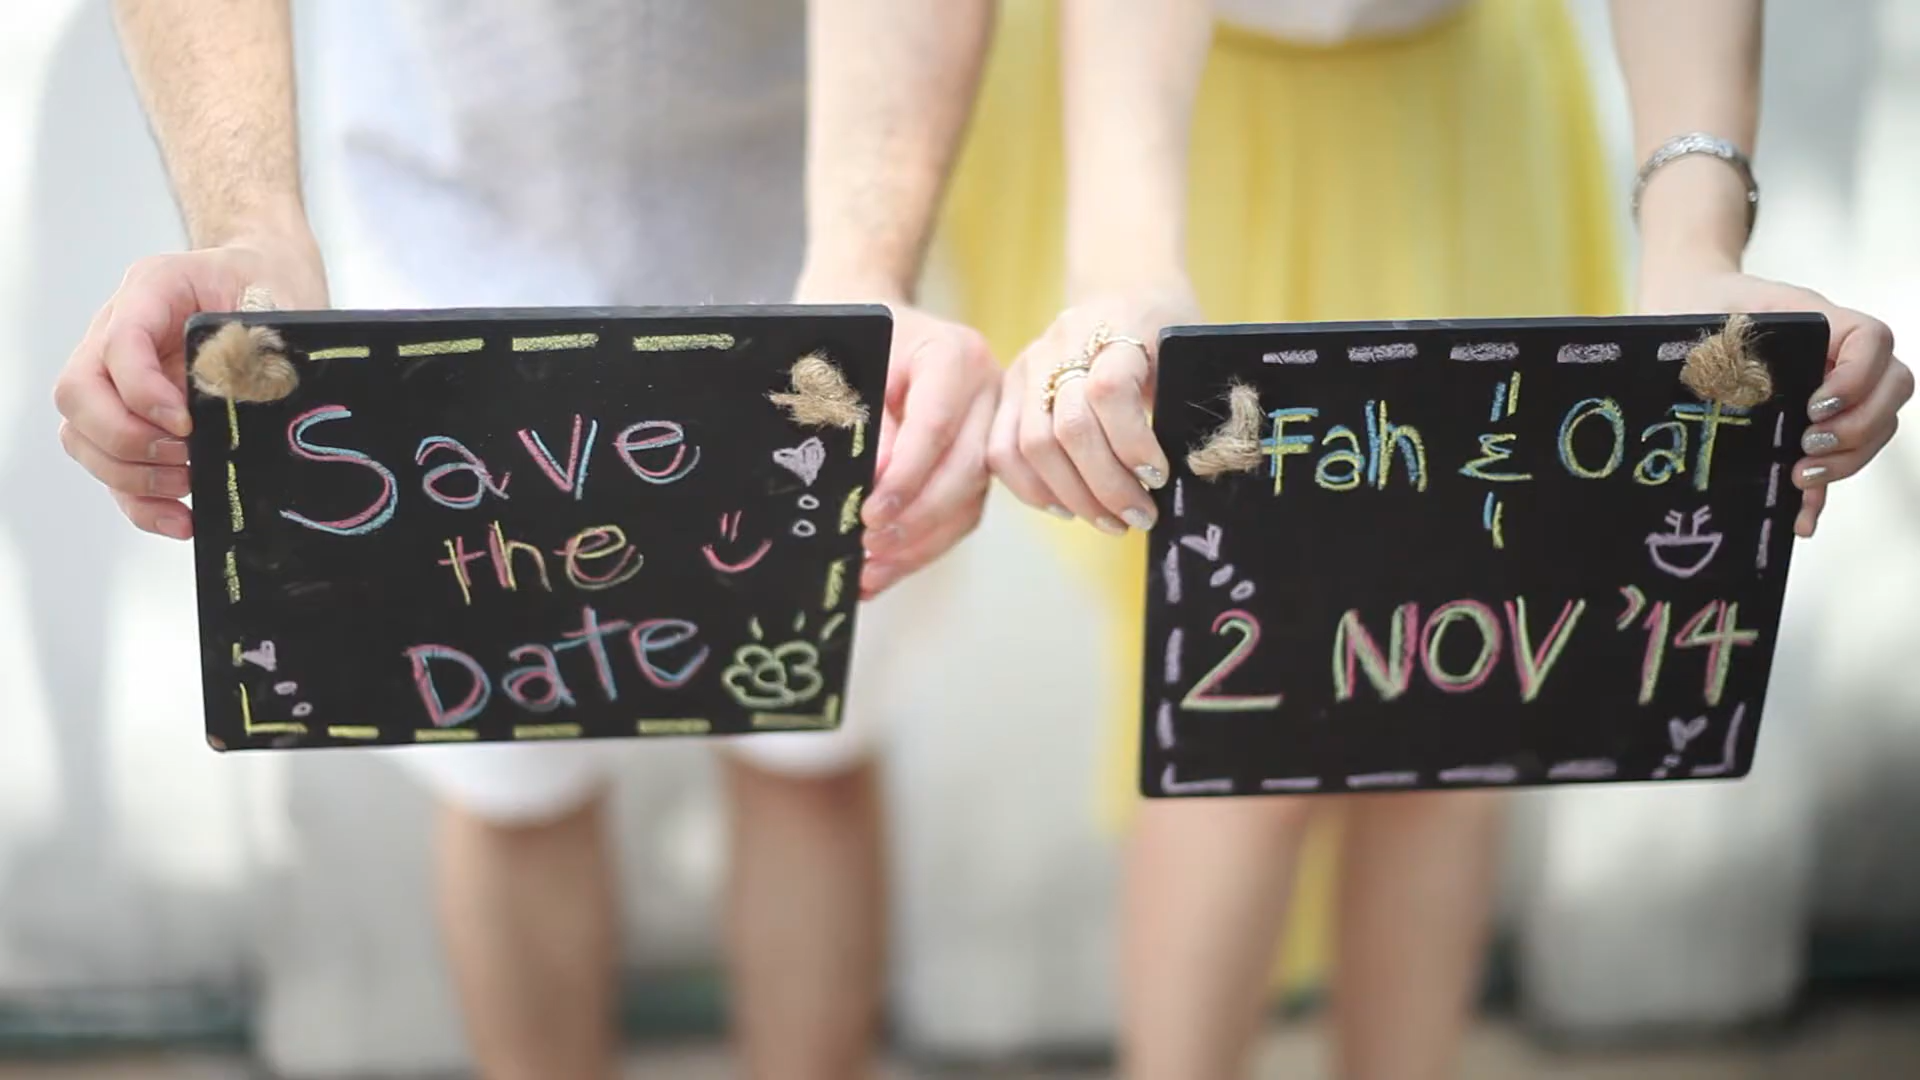 Save
the
Date
Fah & Oat
2 NOV '14